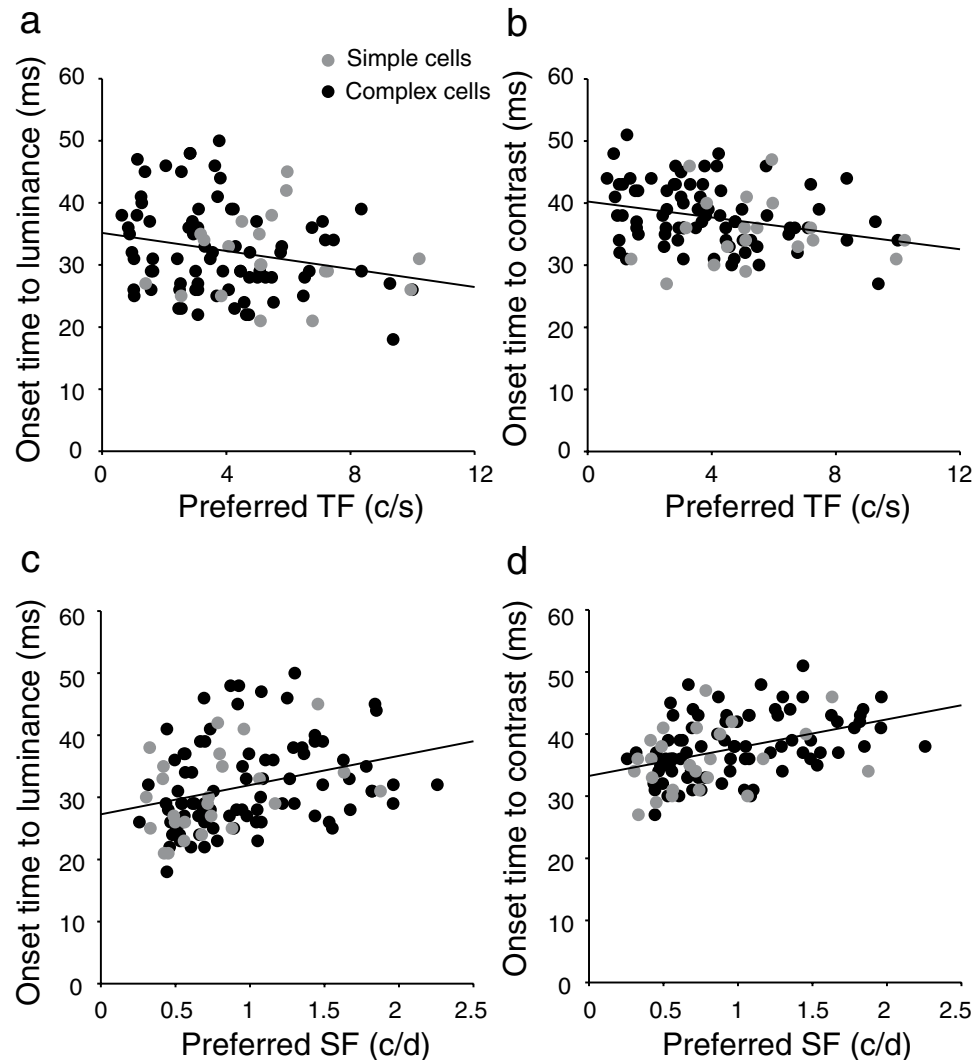 a
Onset time to luminance (ms)
60
50
40
30
20
10
0
0 4 8 12
Preferred TF (c/s)
Simple cells
Complex cells
b
Onset time to contrast (ms)
60
50
40
30
20
10
0
0 4 8 12
Preferred TF (c/s)
c
Onset time to luminance (ms)
60
50
40
30
20
10
0
0 0.5 1 1.5 2 2.5
Preferred SF (c/d)
d
Onset time to contrast (ms)
60
50
40
30
20
10
0
0 0.5 1 1.5 2 2.5
Preferred SF (c/d)